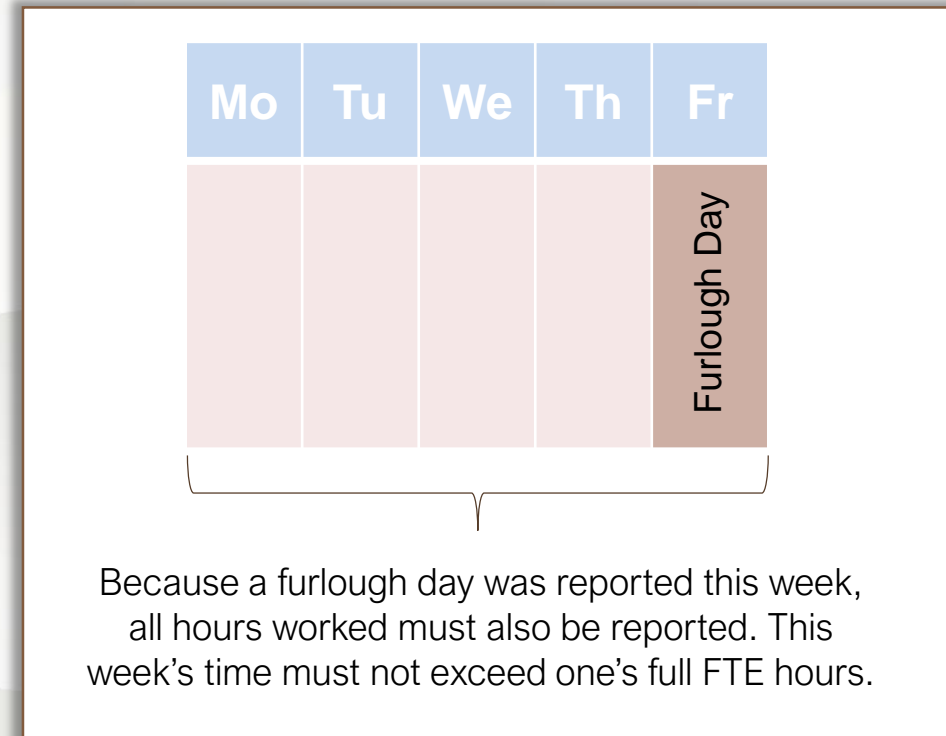 Mo Tu We Th Fr
Furlough Day
Because a furlough day was reported this week,
all hours worked must also be reported. This
week’s time must not exceed one’s full FTE hours.